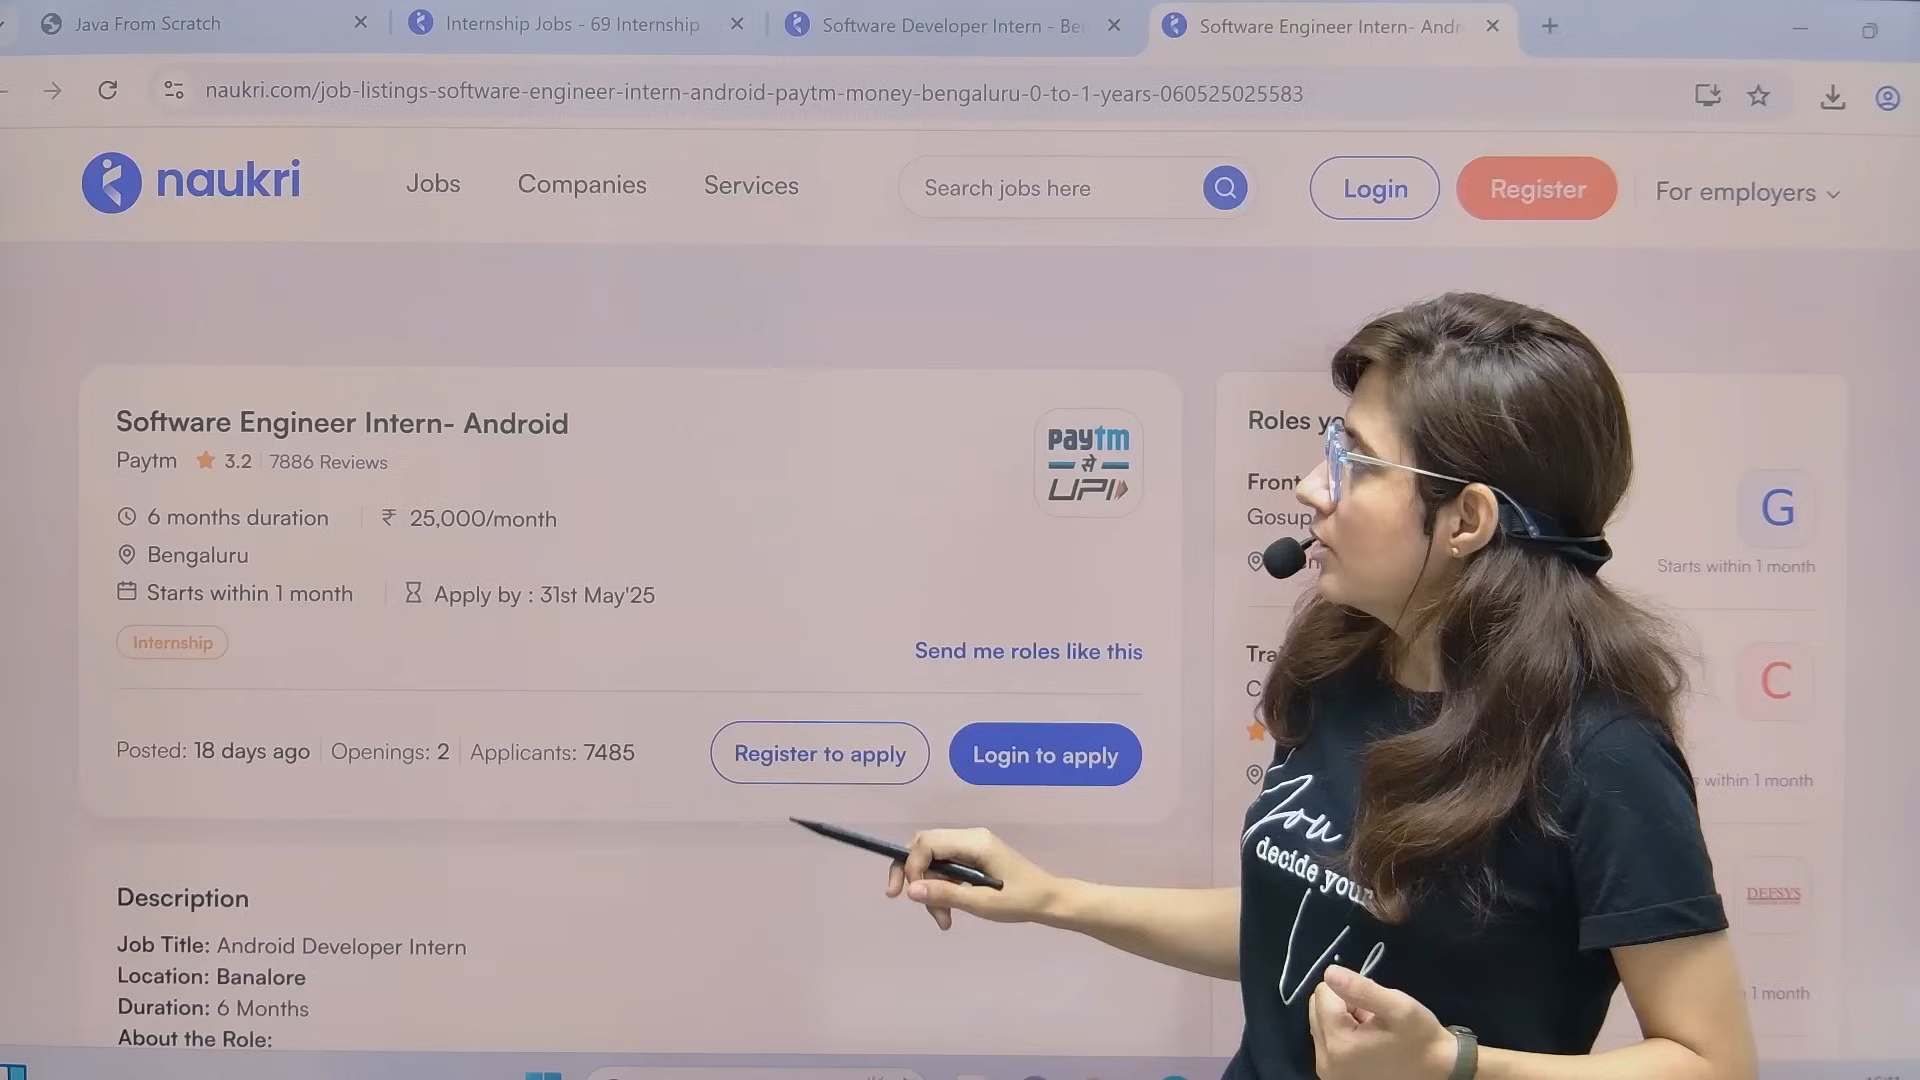 Java From Scratch
Internship Jobs - 69 Internship
Software Developer Intern - Be
Software Engineer Intern- Andr
naukri.com/job-listings-software-engineer-intern-android-paytm-money-bengaluru-0-to-1-years-060525025583
naukri
Jobs
Companies
Services
Search jobs here
Login
Register
For employers
Software Engineer Intern- Android
Paytm 3.2 7886 Reviews
6 months duration ₹ 25,000/month
Bengaluru
Starts within 1 month Apply by : 31st May'25
Internship
Send me roles like this
Posted: 18 days ago Openings: 2 Applicants: 7485
Register to apply
Login to apply
paytm
से
UPI
Description
Job Title: Android Developer Intern
Location: Banalore
Duration: 6 Months
About the Role:
Roles yo
Front
Gosup
G
Starts within 1 month
Tra
C
C
s within 1 month
DEFSYS
1 month
You
decide your